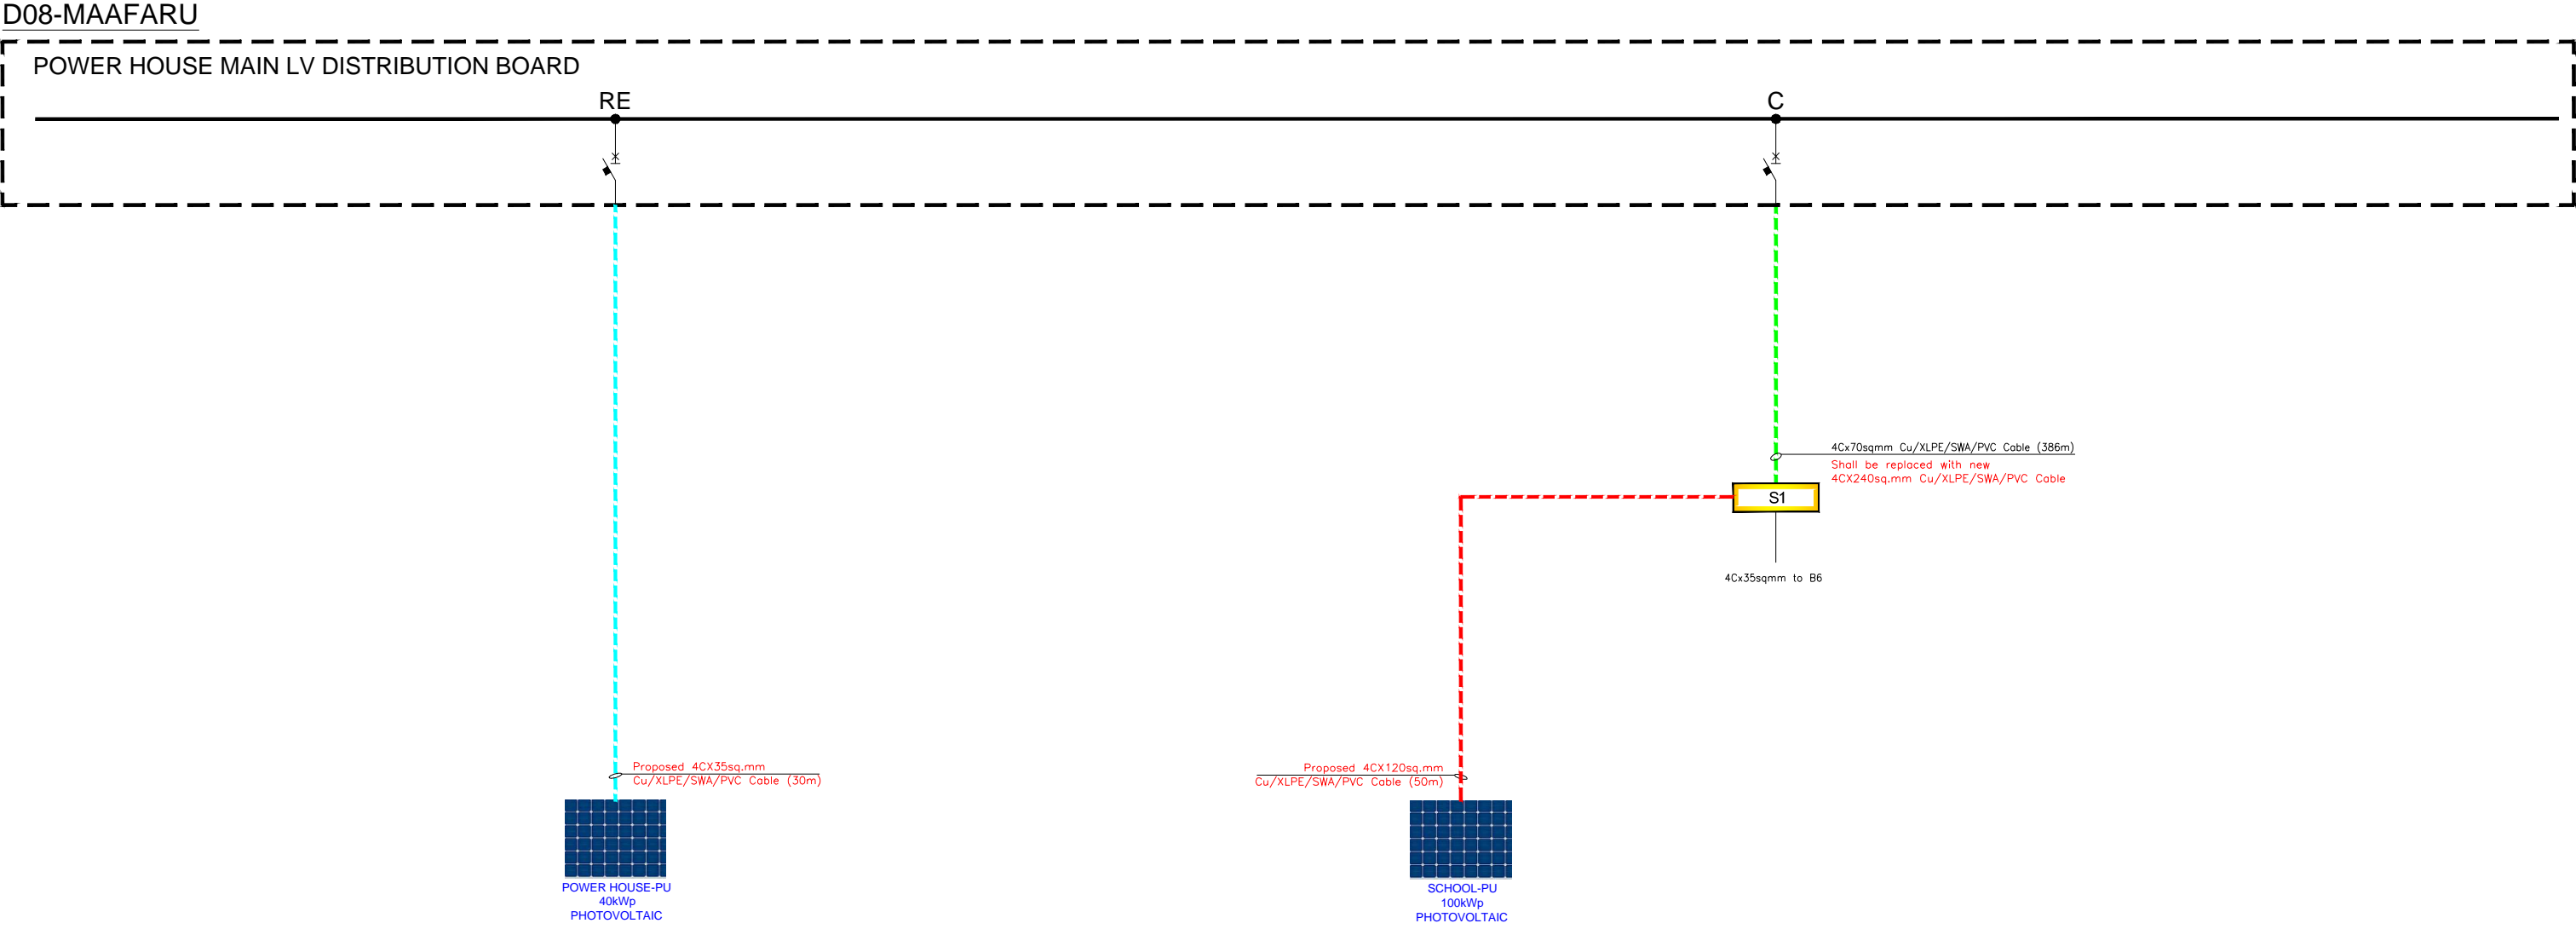 D08-MAAFARU
POWER HOUSE MAIN LV DISTRIBUTION BOARD
RE
C
4Cx70sqmm Cu/XLPE/SWA/PVC Cable (386m)
Shall be replaced with new
4CX240sq.mm Cu/XLPE/SWA/PVC Cable
S1
4Cx35sqmm to B6
Proposed 4CX35sq.mm
Cu/XLPE/SWA/PVC Cable (30m)
Proposed 4CX120sq.mm
Cu/XLPE/SWA/PVC Cable (50m)
POWER HOUSE-PU
40kWp
PHOTOVOLTAIC
SCHOOL-PU
100kWp
PHOTOVOLTAIC